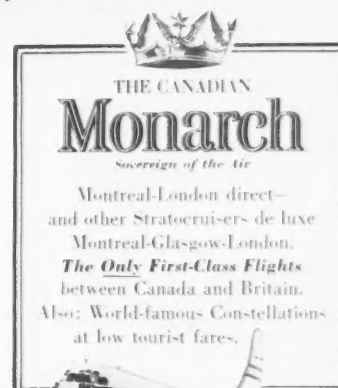 THE CANADIAN
Monarch
Sovereign of the Air
Montreal-London direct—
and other Stratocruisers de luxe
Montreal-Glasgow-London.
The Only First-Class Flights
between Canada and Britain.
Also: World-famous Constellations
at low tourist fares.